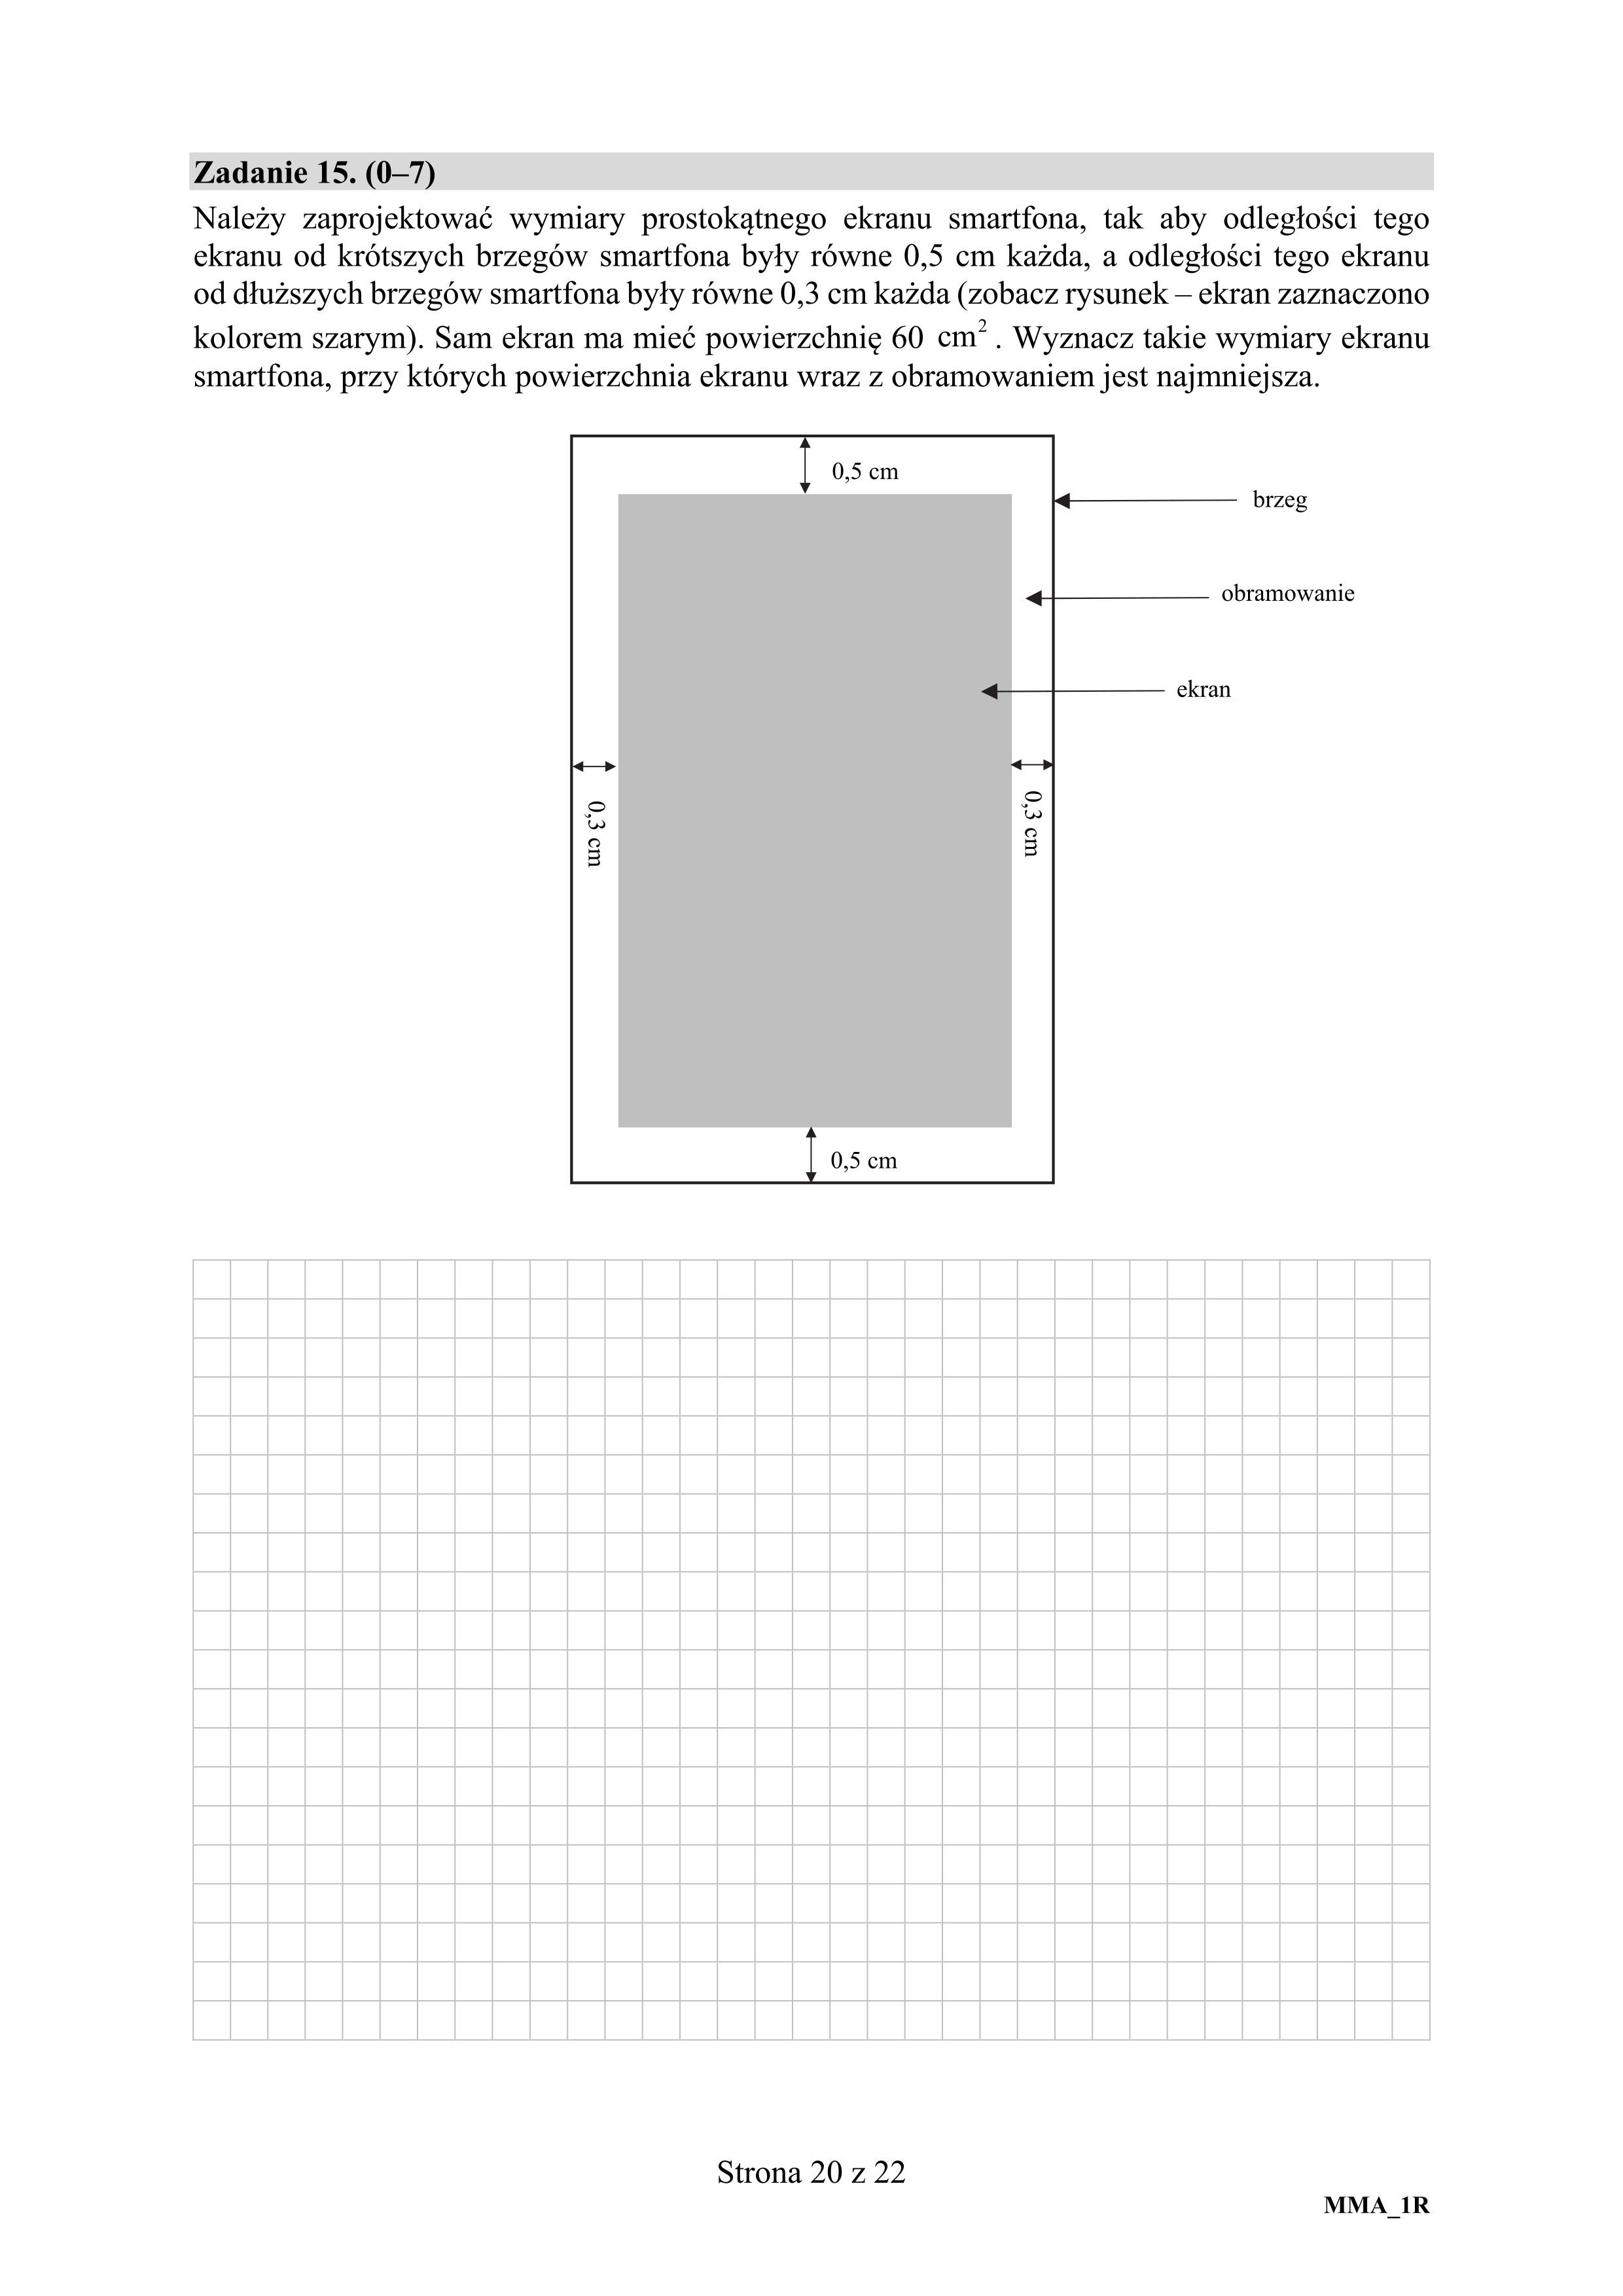 Zadanie 15. (0–7)
Należy zaprojektować wymiary prostokątnego ekranu smartfona, tak aby odległości tego
ekranu od krótszych brzegów smartfona były równe 0,5 cm każda, a odległości tego ekranu
od dłuższych brzegów smartfona były równe 0,3 cm każda (zobacz rysunek – ekran zaznaczono
kolorem szarym). Sam ekran ma mieć powierzchnię 60 cm². Wyznacz takie wymiary ekranu
smartfona, przy których powierzchnia ekranu wraz z obramowaniem jest najmniejsza.
0,5 cm
brzeg
obramowanie
ekran
0,3 cm
0,3 cm
0,5 cm
Strona 20 z 22
MMA_1R